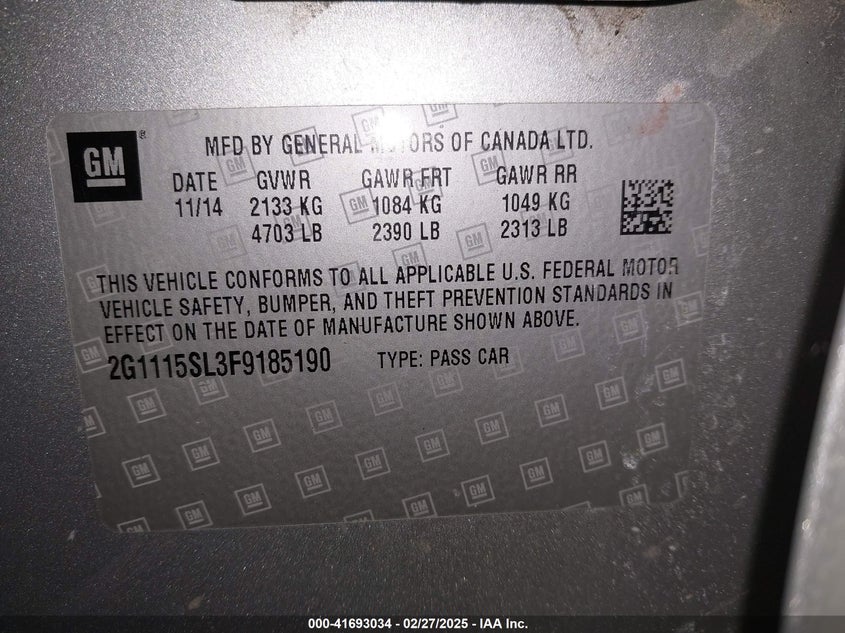 GM
MFD BY GENERAL MOTORS OF CANADA LTD.
DATE GVWR GAWR FRT GAWR RR
11/14 2133 KG 1084 KG 1049 KG
4703 LB 2390 LB 2313 LB
THIS VEHICLE CONFORMS TO ALL APPLICABLE U.S. FEDERAL MOTOR
VEHICLE SAFETY, BUMPER, AND THEFT PREVENTION STANDARDS IN
EFFECT ON THE DATE OF MANUFACTURE SHOWN ABOVE.
2G1115SL3F9185190 TYPE: PASS CAR
000-41693034 - 02/27/2025 - IAA Inc.